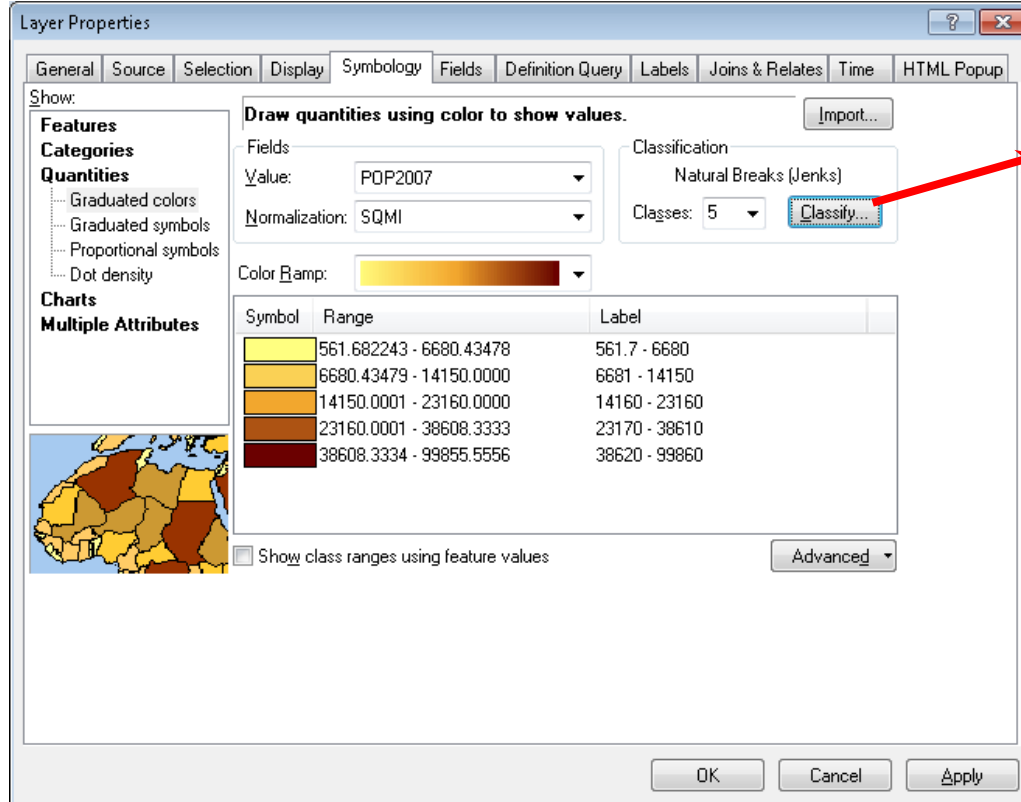 Layer Properties
General Source Selection Display Symbology Fields Definition Query Labels Joins & Relates Time HTML Popup
Show:
Features
Categories
Quantities
Graduated colors
Graduated symbols
Proportional symbols
Dot density
Charts
Multiple Attributes
Draw quantities using color to show values.
Import...
Fields
Value: POP2007
Normalization: SQMI
Classification
Natural Breaks (Jenks)
Classes: 5 Classify...
Color Ramp:
Symbol Range Label
561.682243 - 6680.43478 561.7 - 6680
6680.43479 - 14150.0000 6681 - 14150
14150.0001 - 23160.0000 14160 - 23160
23160.0001 - 38608.3333 23170 - 38610
38608.3334 - 99855.5556 38620 - 99860
Show class ranges using feature values
Advanced
OK Cancel Apply